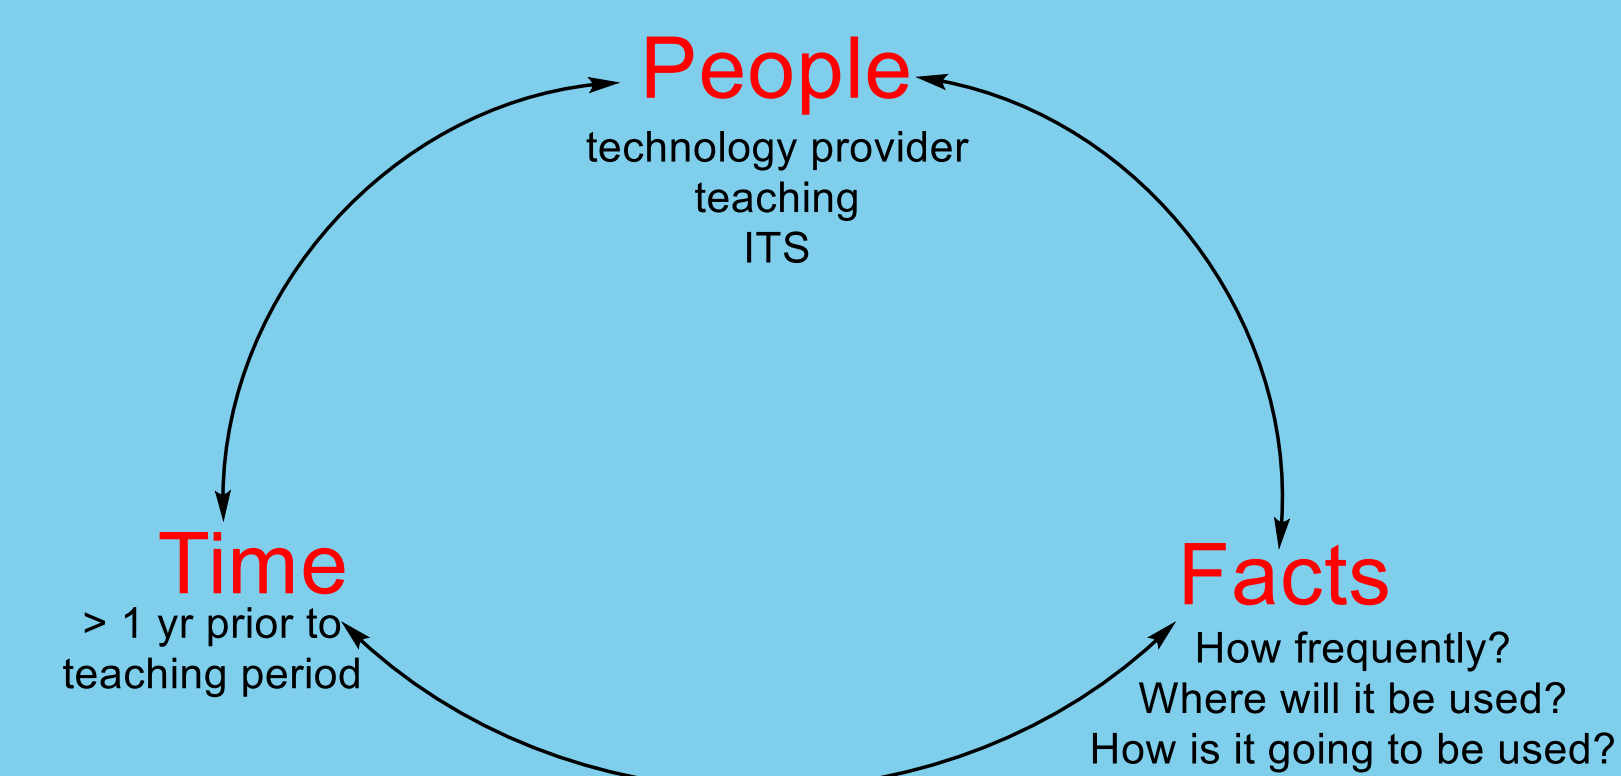 People
technology provider
teaching
ITS
Time
> 1 yr prior to
teaching period
Facts
How frequently?
Where will it be used?
How is it going to be used?